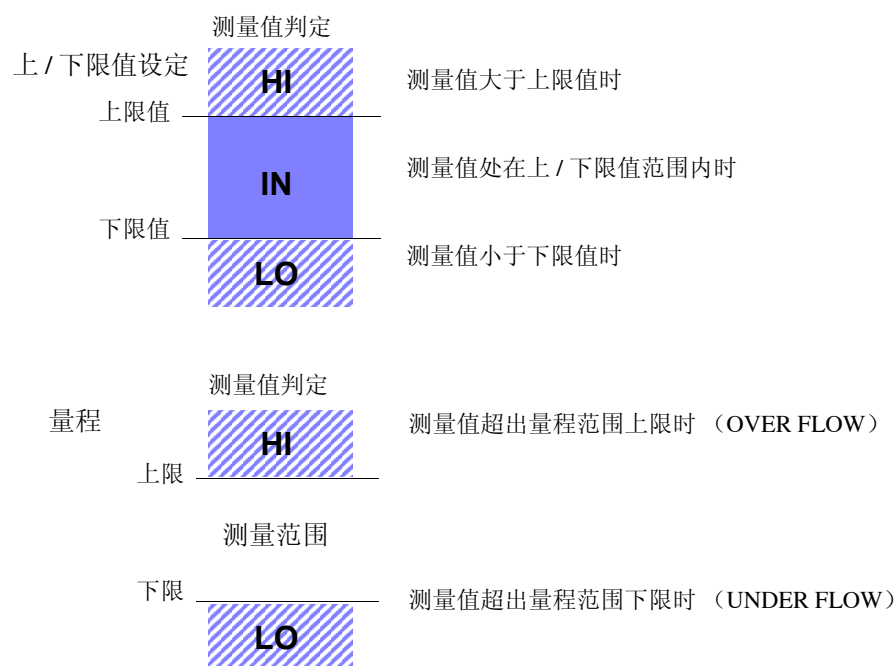 测量值判定
上 / 下限值设定
HI
测量值大于上限值时
上限值
IN
测量值处在上 / 下限值范围内时
下限值
LO
测量值小于下限值时
测量值判定
量程
HI
测量值超出量程范围上限时 （OVER FLOW）
上限
测量范围
下限
测量值超出量程范围下限时 （UNDER FLOW）
LO